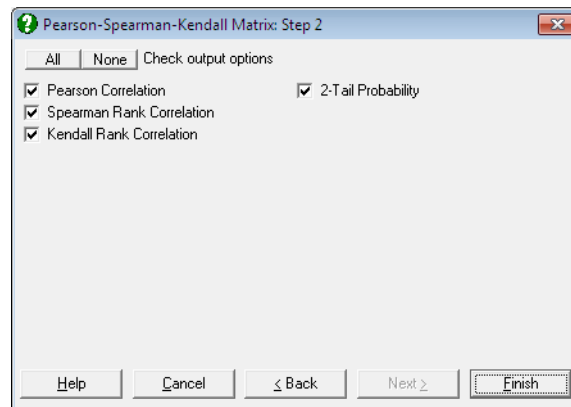 Pearson-Spearman-Kendall Matrix: Step 2
All None Check output options
Pearson Correlation 2-Tail Probability
Spearman Rank Correlation
Kendall Rank Correlation
Help Cancel < Back Next > Finish